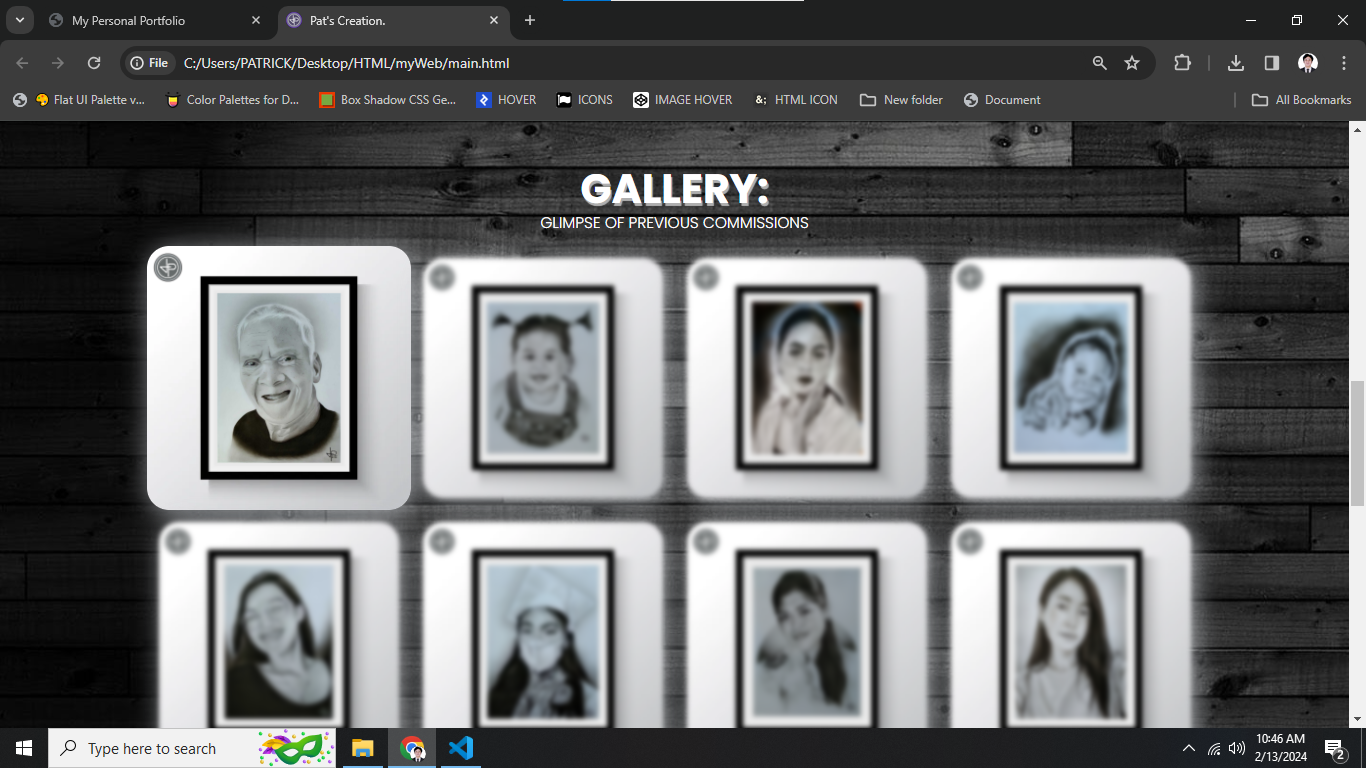 My Personal Portfolio
Pat's Creation.
File
C:/Users/PATRICK/Desktop/HTML/myWeb/main.html
Flat UI Palette v...
Color Palettes for D...
Box Shadow CSS Ge...
HOVER
ICONS
IMAGE HOVER
&;
HTML ICON
New folder
Document
All Bookmarks
GALLERY:
GLIMPSE OF PREVIOUS COMMISSIONS
Type here to search
10:46 AM
2/13/2024
2